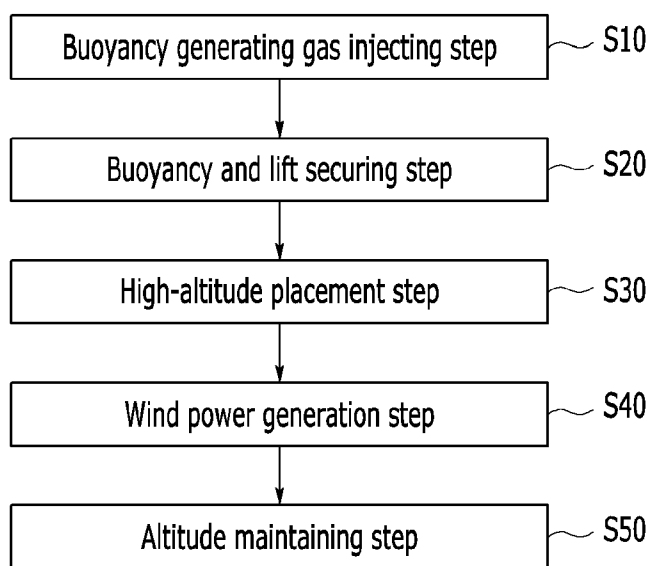 Buoyancy generating gas injecting step S10
Buoyancy and lift securing step S20
High-altitude placement step S30
Wind power generation step S40
Altitude maintaining step S50